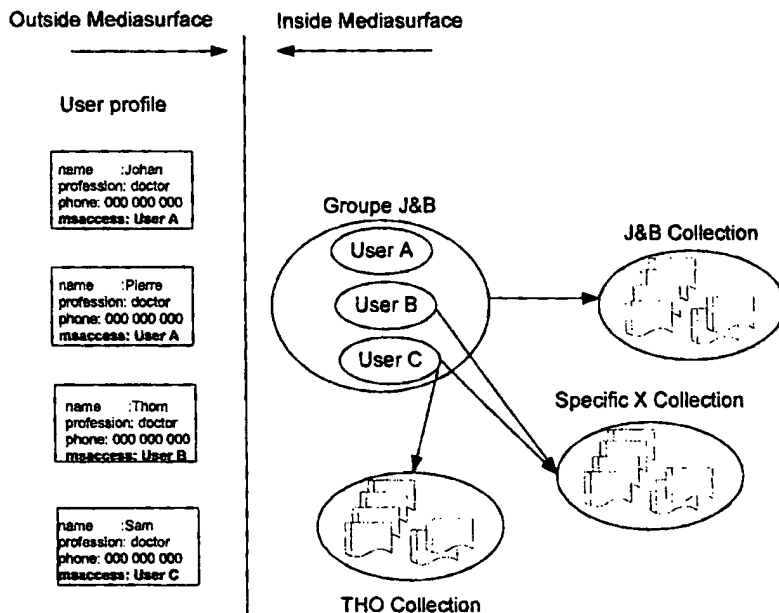 Outside Mediasurface
Inside Mediasurface
User profile
name :Johan
profession: doctor
phone: 000 000 000
msaccess: User A
name :Pierre
profession: doctor
phone: 000 000 000
msaccess: User A
name :Thom
profession: doctor
phone: 000 000 000
msaccess: User B
name :Sam
profession: doctor
phone: 000 000 000
msaccess: User C
Groupe J&B
User A
User B
User C
J&B Collection
Specific X Collection
THO Collection